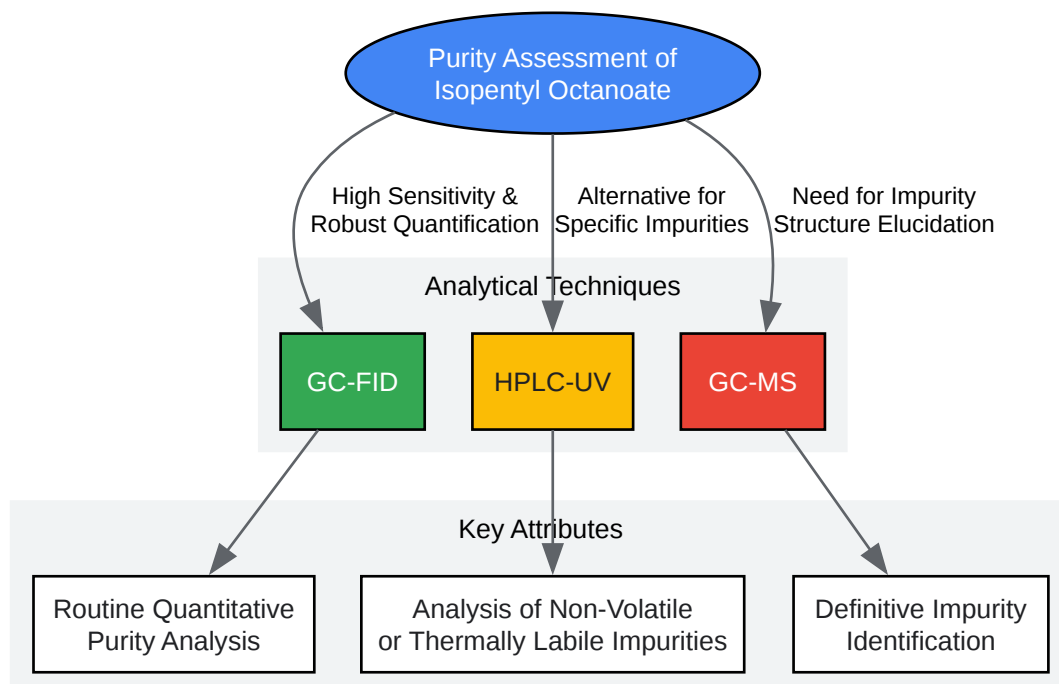 Purity Assessment of
Isopentyl Octanoate
High Sensitivity &
Robust Quantification
Alternative for
Specific Impurities
Need for Impurity
Structure Elucidation
Analytical Techniques
GC-FID
HPLC-UV
GC-MS
Key Attributes
Routine Quantitative
Purity Analysis
Analysis of Non-Volatile
or Thermally Labile Impurities
Definitive Impurity
Identification